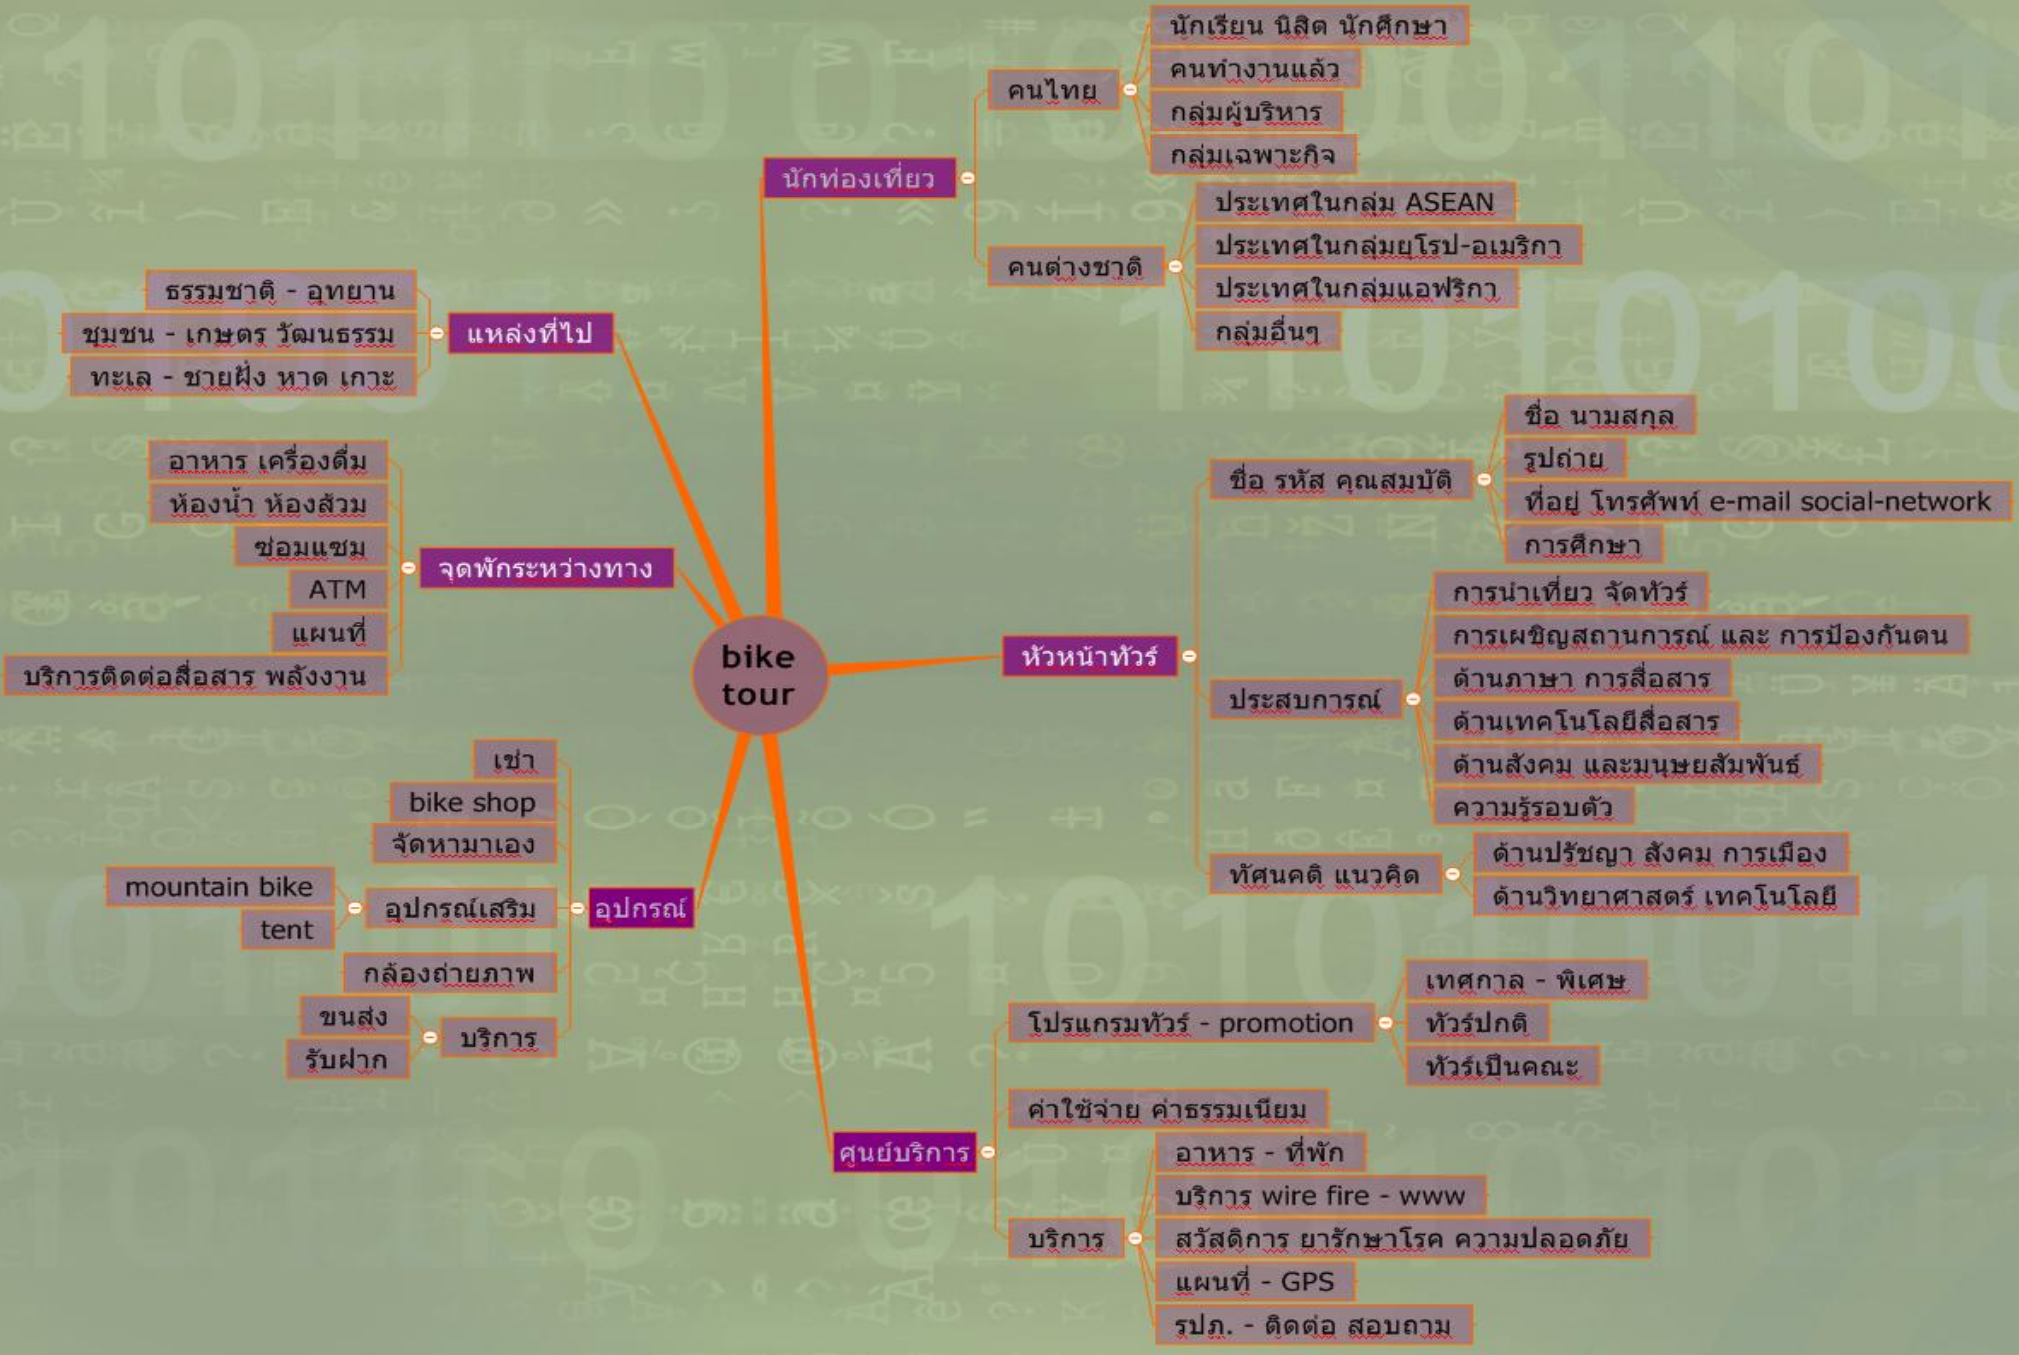 bike
tour
นักท่องเที่ยว
คนไทย
นักเรียน นิสิต นักศึกษา
คนทำงานแล้ว
กลุ่มผู้บริหาร
กลุ่มเฉพาะกิจ
คนต่างชาติ
ประเทศในกลุ่ม ASEAN
ประเทศในกลุ่มยุโรป-อเมริกา
ประเทศในกลุ่มแอฟริกา
กลุ่มอื่นๆ
หัวหน้าทัวร์
ชื่อ รหัส คุณสมบัติ
ชื่อ นามสกุล
รูปถ่าย
ที่อยู่ โทรศัพท์ e-mail social-network
การศึกษา
ประสบการณ์
การนำเที่ยว จัดทัวร์
การเผชิญสถานการณ์ และ การป้องกันตน
ด้านภาษา การสื่อสาร
ด้านเทคโนโลยีสื่อสาร
ด้านสังคม และมนุษยสัมพันธ์
ความรู้รอบตัว
ทัศนคติ แนวคิด
ด้านปรัชญา สังคม การเมือง
ด้านวิทยาศาสตร์ เทคโนโลยี
ศูนย์บริการ
โปรแกรมทัวร์ - promotion
เทศกาล - พิเศษ
ทัวร์ปกติ
ทัวร์เป็นคณะ
ค่าใช้จ่าย ค่าธรรมเนียม
บริการ
อาหาร - ที่พัก
บริการ wire fire - www
สวัสดิการ ยารักษาโรค ความปลอดภัย
แผนที่ - GPS
รปภ. - ติดต่อ สอบถาม
แหล่งที่ไป
ธรรมชาติ - อุทยาน
ชุมชน - เกษตร วัฒนธรรม
ทะเล - ชายฝั่ง หาด เกาะ
จุดพักระหว่างทาง
อาหาร เครื่องดื่ม
ห้องน้ำ ห้องส้วม
ซ่อมแซม
ATM
แผนที่
บริการติดต่อสื่อสาร พลังงาน
อุปกรณ์
เช่า
bike shop
จัดหามาเอง
อุปกรณ์เสริม
mountain bike
tent
กล้องถ่ายภาพ
บริการ
ขนส่ง
รับฝาก